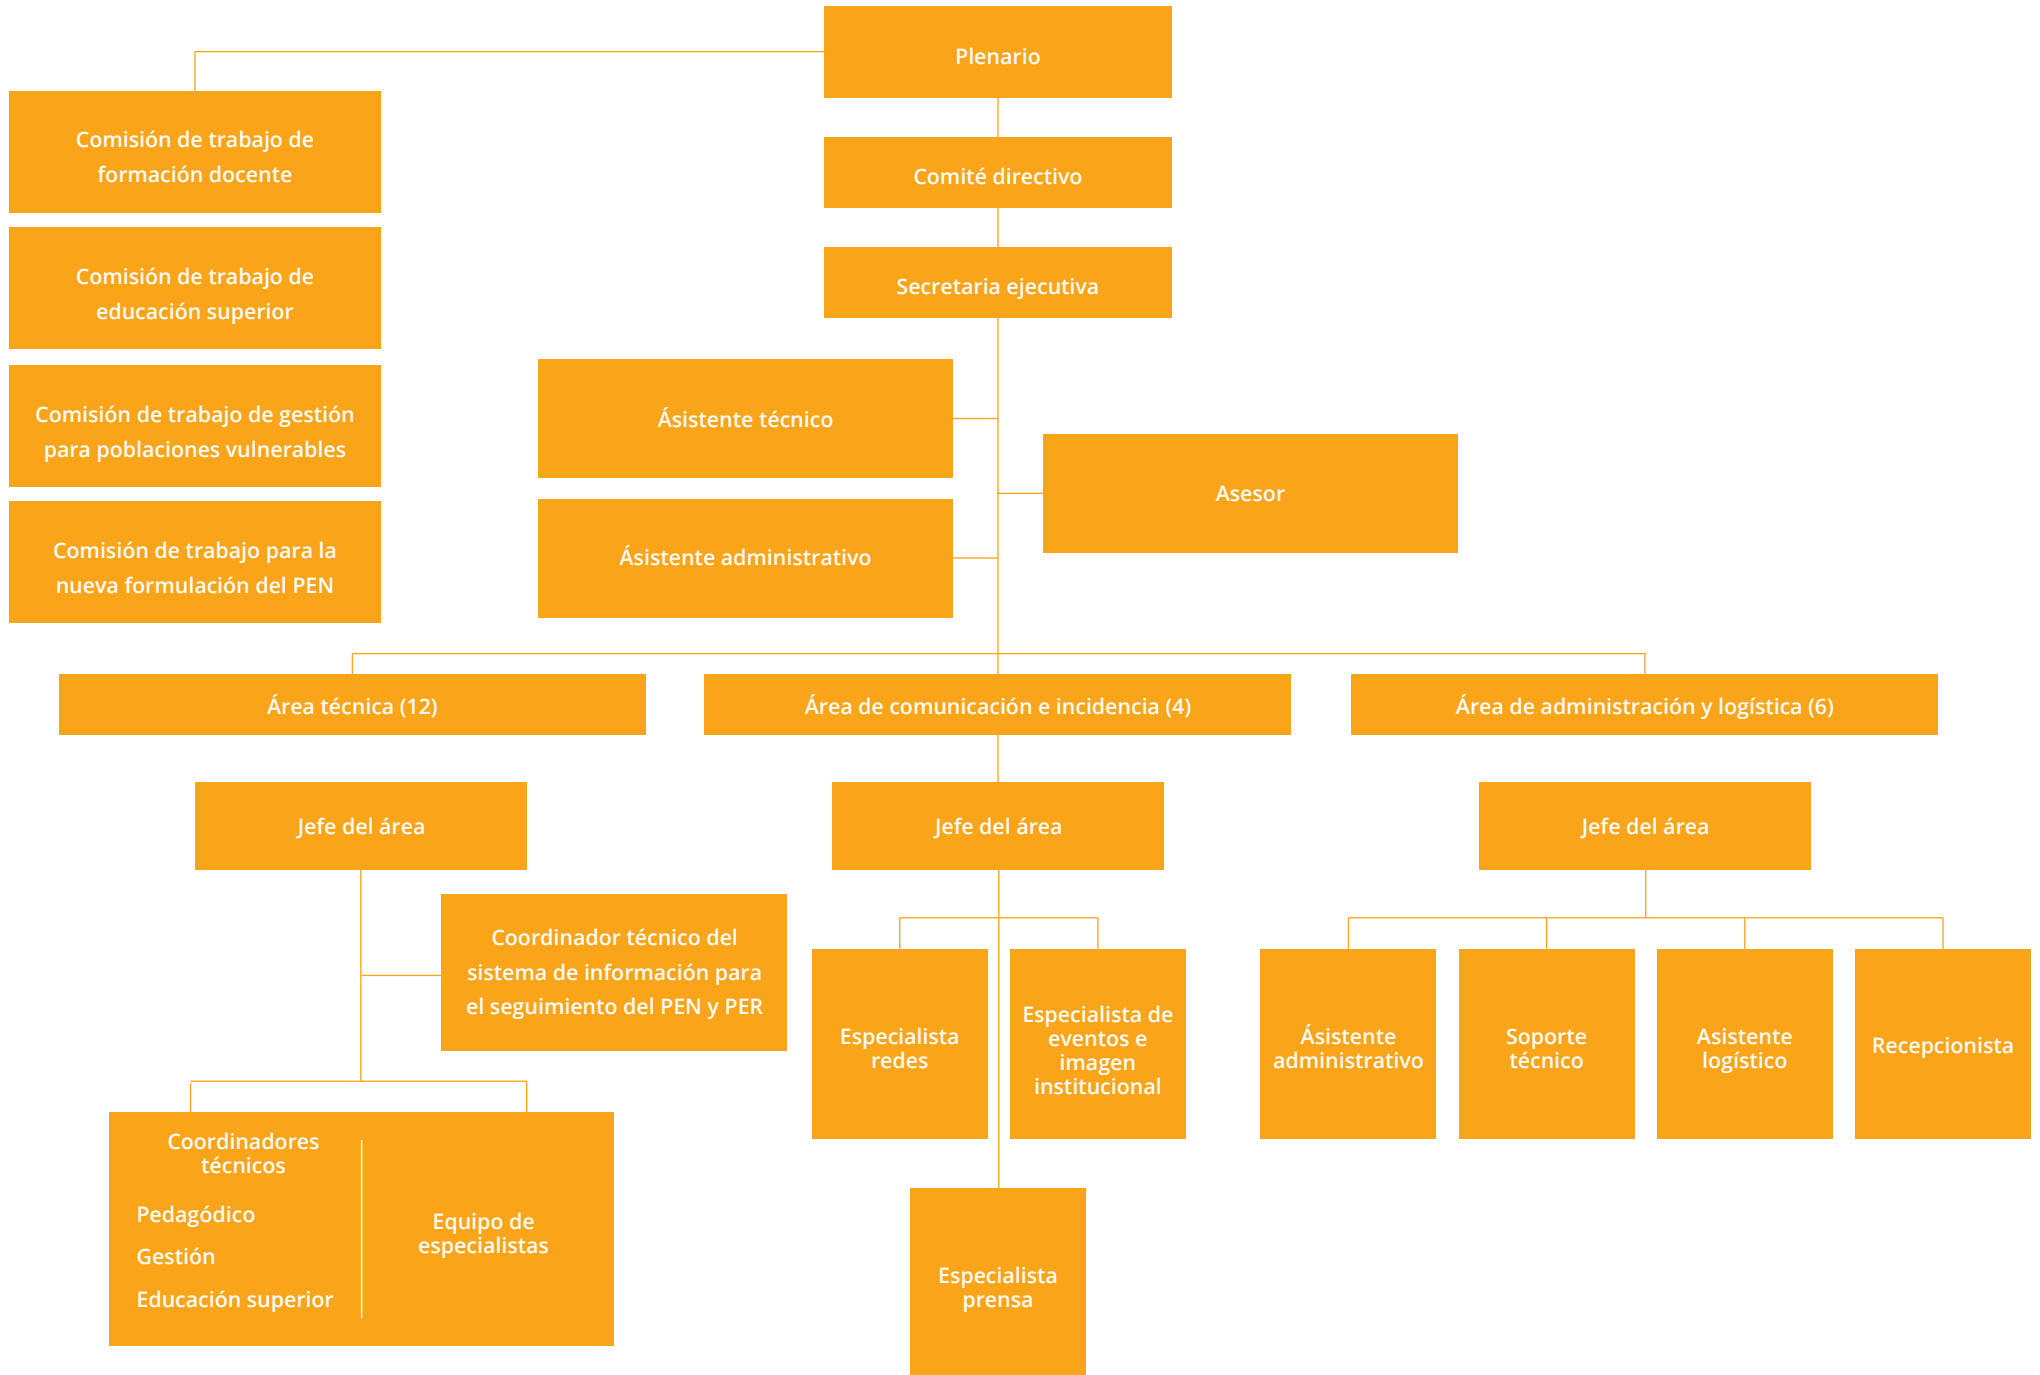 Plenario
Comisión de trabajo de
formación docente
Comité directivo
Comisión de trabajo de
educación superior
Secretaria ejecutiva
Comisión de trabajo de gestión
para poblaciones vulnerables
Ásistente técnico
Asesor
Comisión de trabajo para la
nueva formulación del PEN
Ásistente administrativo
Área técnica (12)
Área de comunicación e incidencia (4)
Área de administración y logística (6)
Jefe del área
Jefe del área
Jefe del área
Coordinador técnico del
sistema de información para
el seguimiento del PEN y PER
Especialista
redes
Especialista de
eventos e
imagen
institucional
Ásistente
administrativo
Soporte
técnico
Asistente
logístico
Recepcionista
Coordinadores
técnicos
Pedagódico
Gestión
Educación superior
Equipo de
especialistas
Especialista
prensa